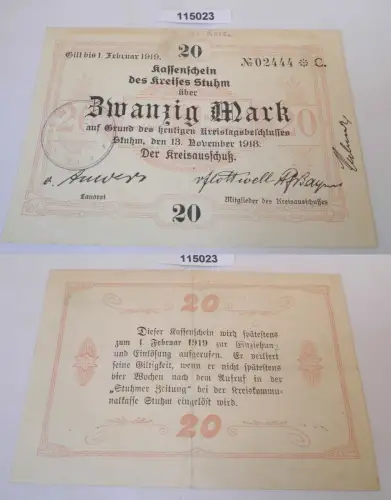 115023
20
Gilt bis 1. Februar 1919.
№ 02444 ❊ C.
Kassenschein
des Kreises Stuhm
über
Zwanzig Mark
auf Grund des heutigen Kreistagsbeschlusses
Stuhm, den 13. November 1918.
Der Kreisausschuß.
Landrat
20
Mitglieder des Kreisausschusses
115023
20
Dieser Kassenschein wird spätestens
zum 1. Februar 1919 zur Einziehung
und Einlösung aufgerufen. Er verliert
seine Giltigkeit, wenn er nicht spätestens
vier Wochen nach dem Aufruf in der
„Stuhmer Zeitung" bei der Kreiskommu-
nalkasse Stuhm eingelöst wird.
20